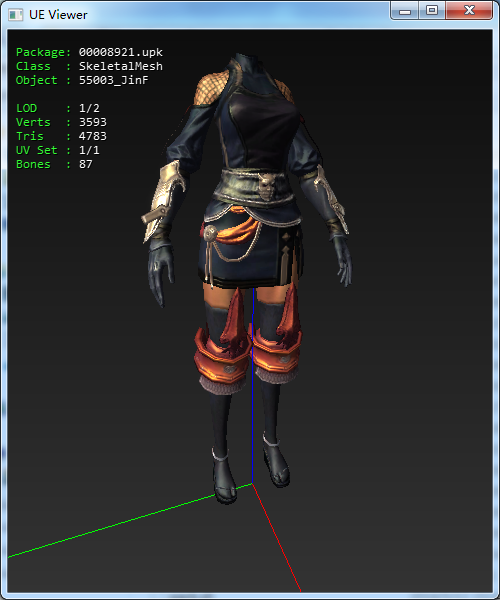 UE Viewer
Package: 00008921.upk
Class : SkeletalMesh
Object : 55003_JinF
LOD : 1/2
Verts : 3593
Tris : 4783
UV Set : 1/1
Bones : 87